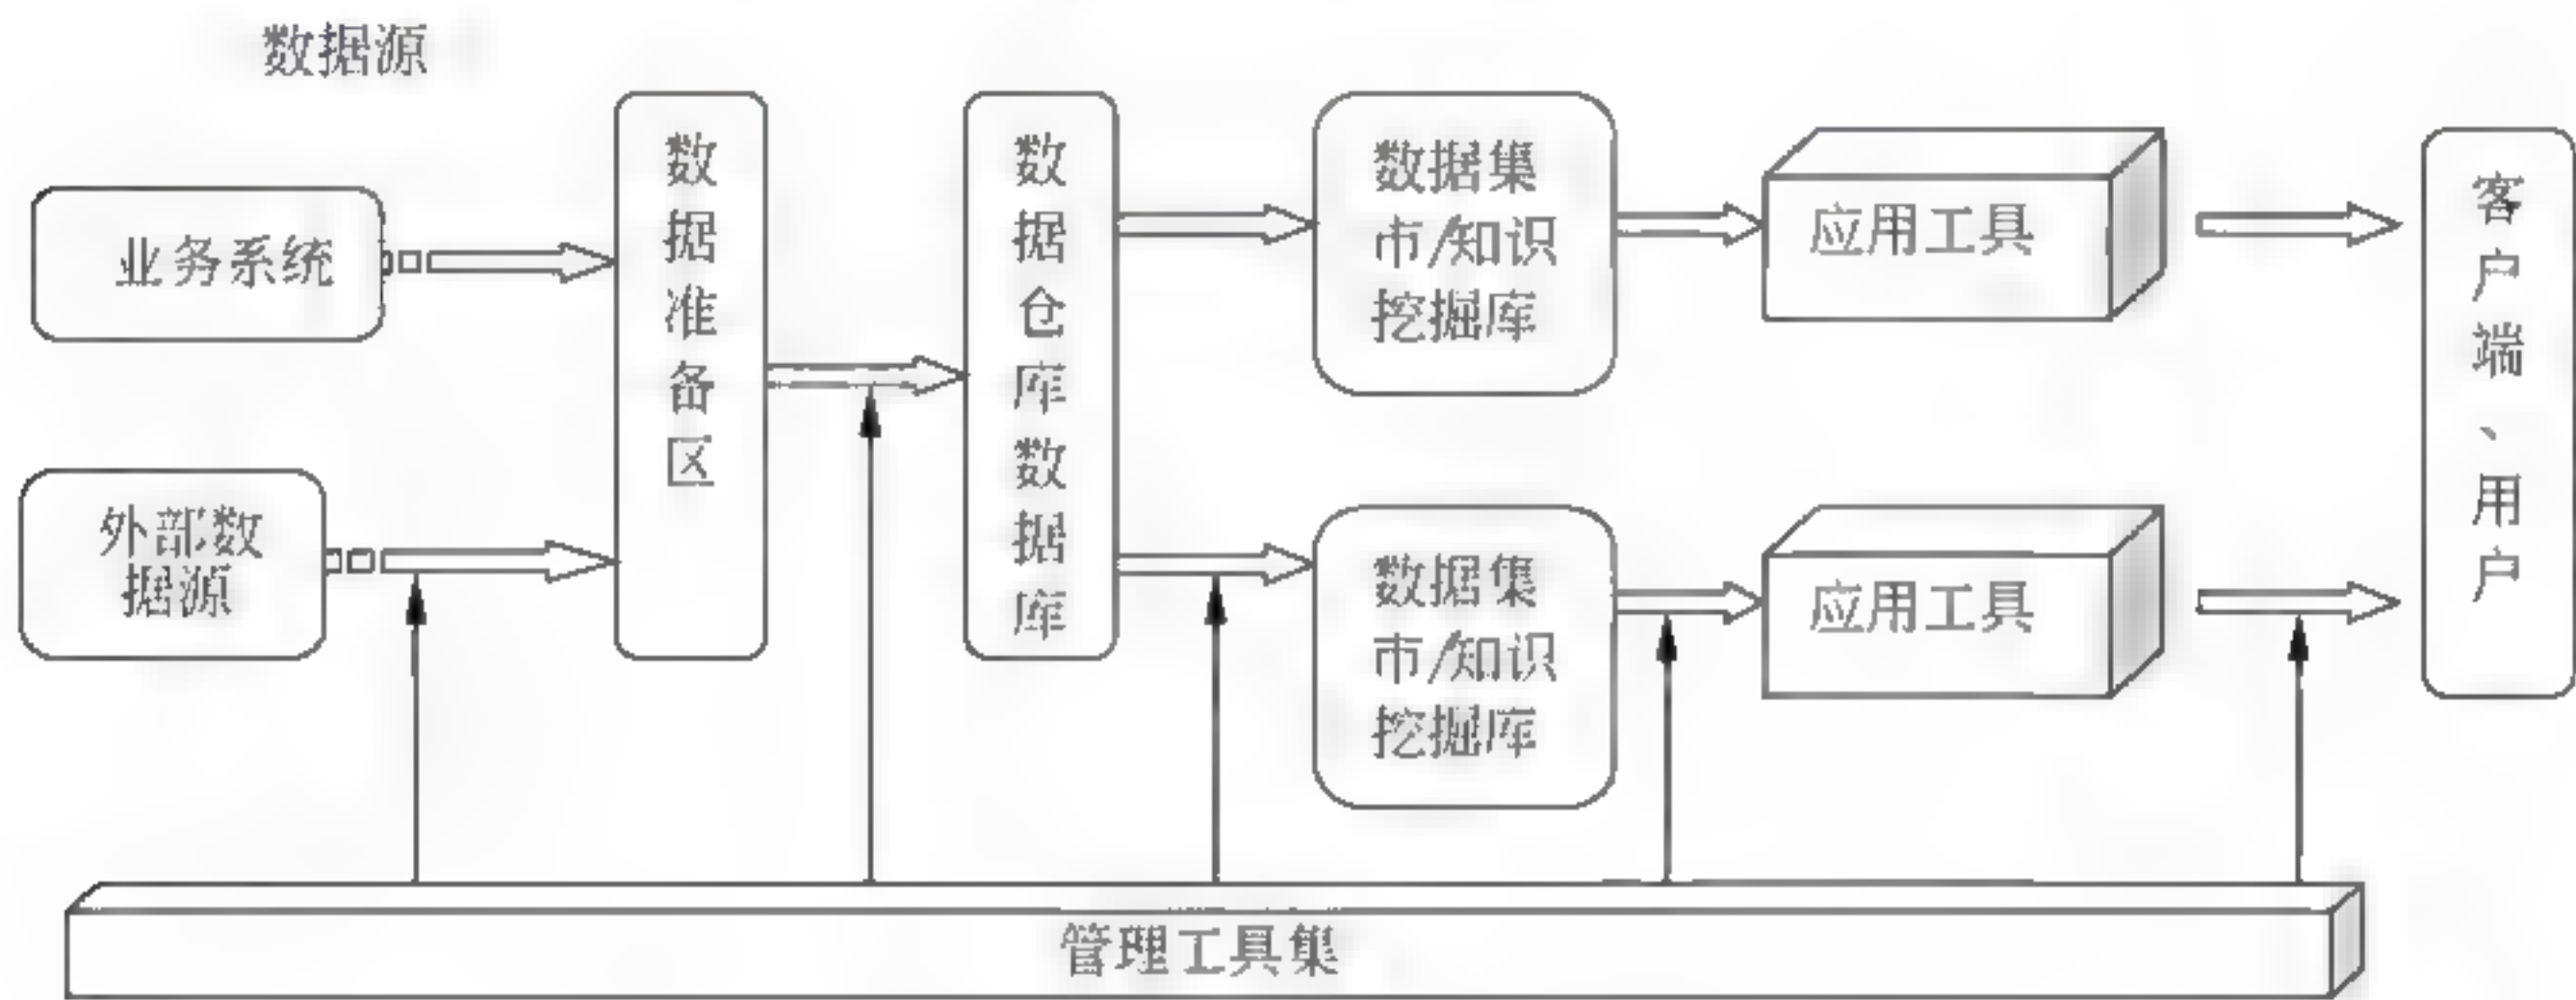 数据源
业务系统
外部数
据源
数据准备区
数据仓库数据库
数据集
市/知识
挖掘库
应用工具
数据集
市/知识
挖掘库
应用工具
客户端、用户
管理工具集